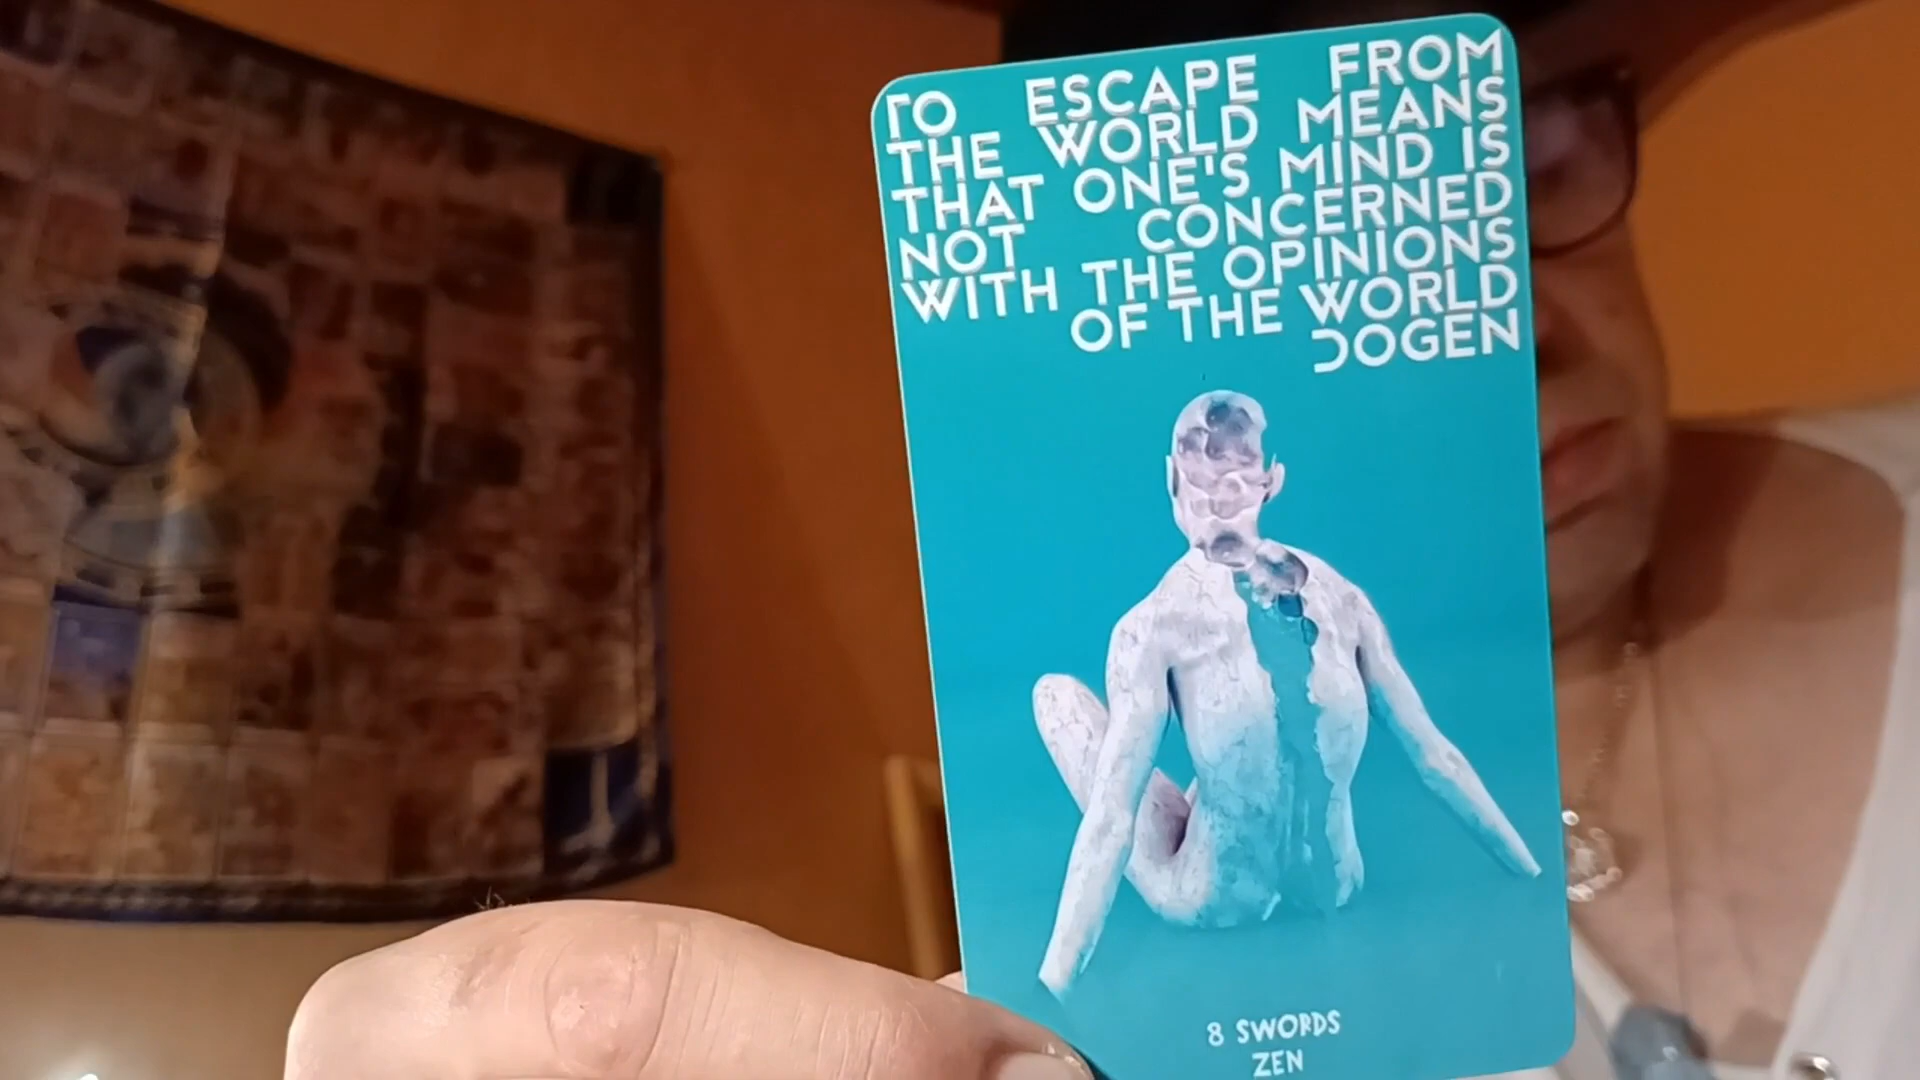 TO ESCAPE FROM
THE WORLD MEANS
THAT ONE'S MIND IS
NOT CONCERNED
WITH THE OPINIONS
OF THE WORLD
DOGEN
8 SWORDS
ZEN